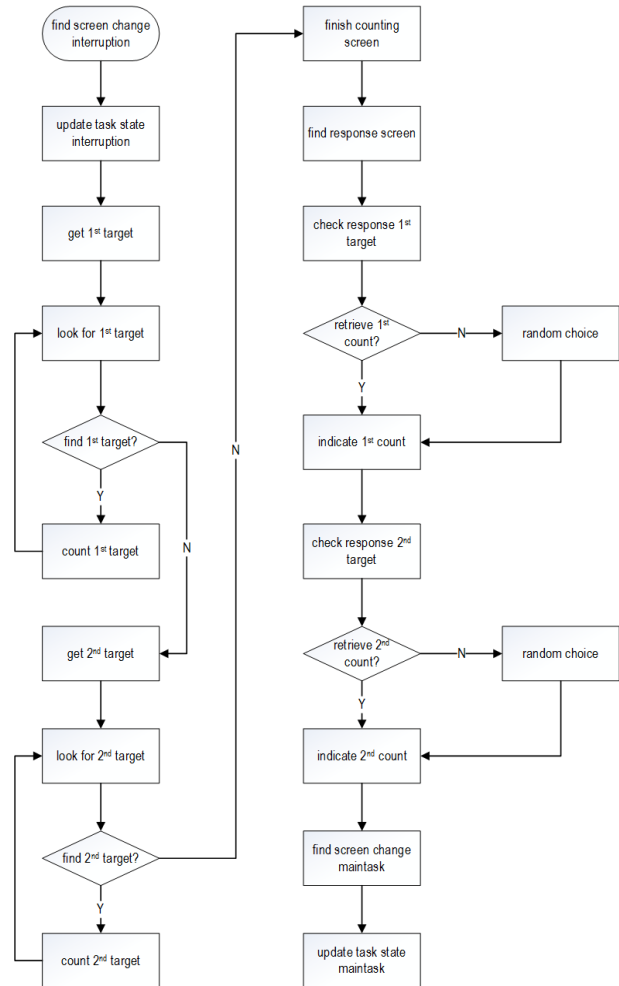 find screen change
interruption
update task state
interruption
get 1st target
look for 1st target
find 1st target?
Y
N
count 1st target
get 2nd target
look for 2nd target
find 2nd target?
Y
N
count 2nd target
finish counting
screen
find response screen
check response 1st
target
retrieve 1st
count?
N
random choice
Y
indicate 1st count
check response 2nd
target
retrieve 2nd
count?
N
random choice
Y
indicate 2nd count
find screen change
maintask
update task state
maintask